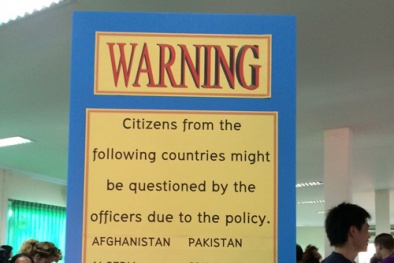 WARNING
Citizens from the
following countries might
be questioned by the
officers due to the policy.
AFGHANISTAN PAKISTAN